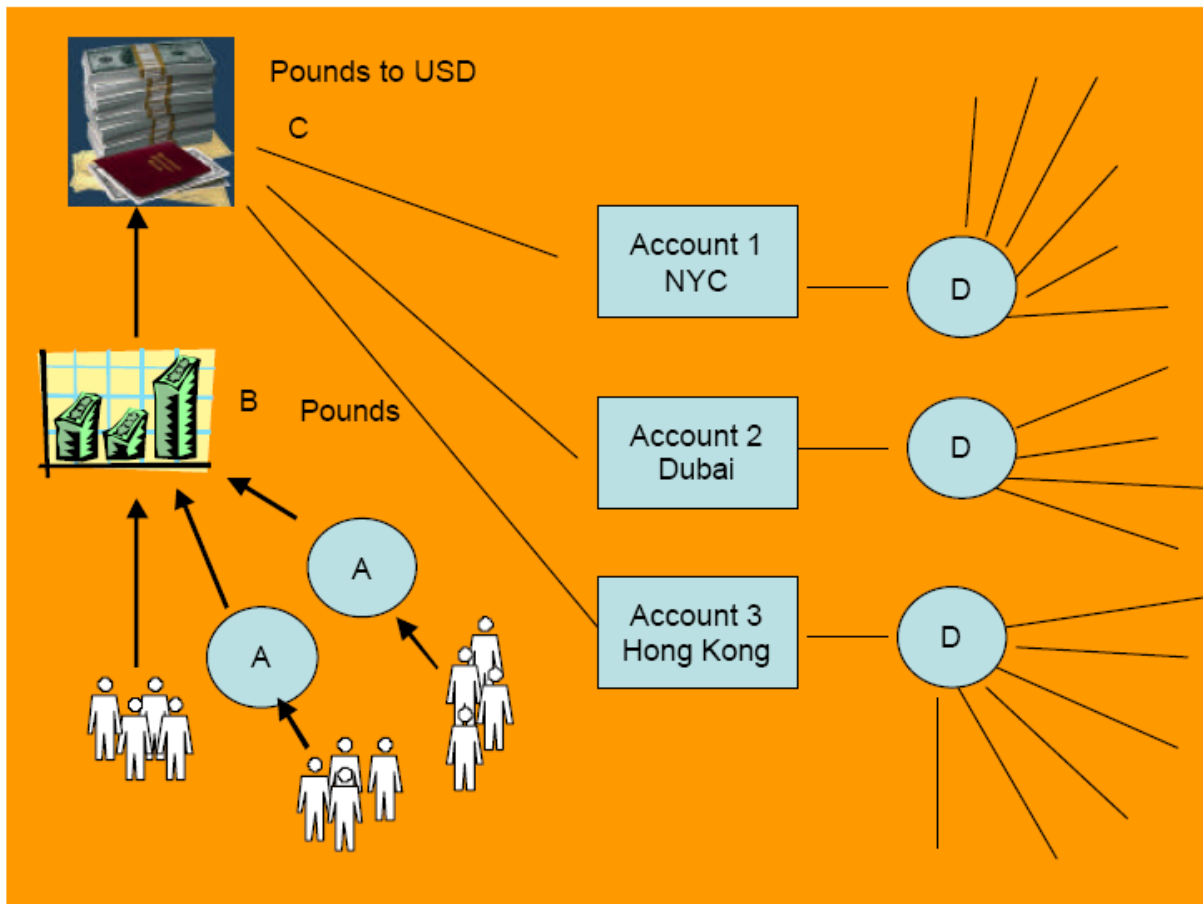 Pounds to USD
C
Account 1
NYC
D
B
Pounds
Account 2
Dubai
D
A
A
Account 3
Hong Kong
D